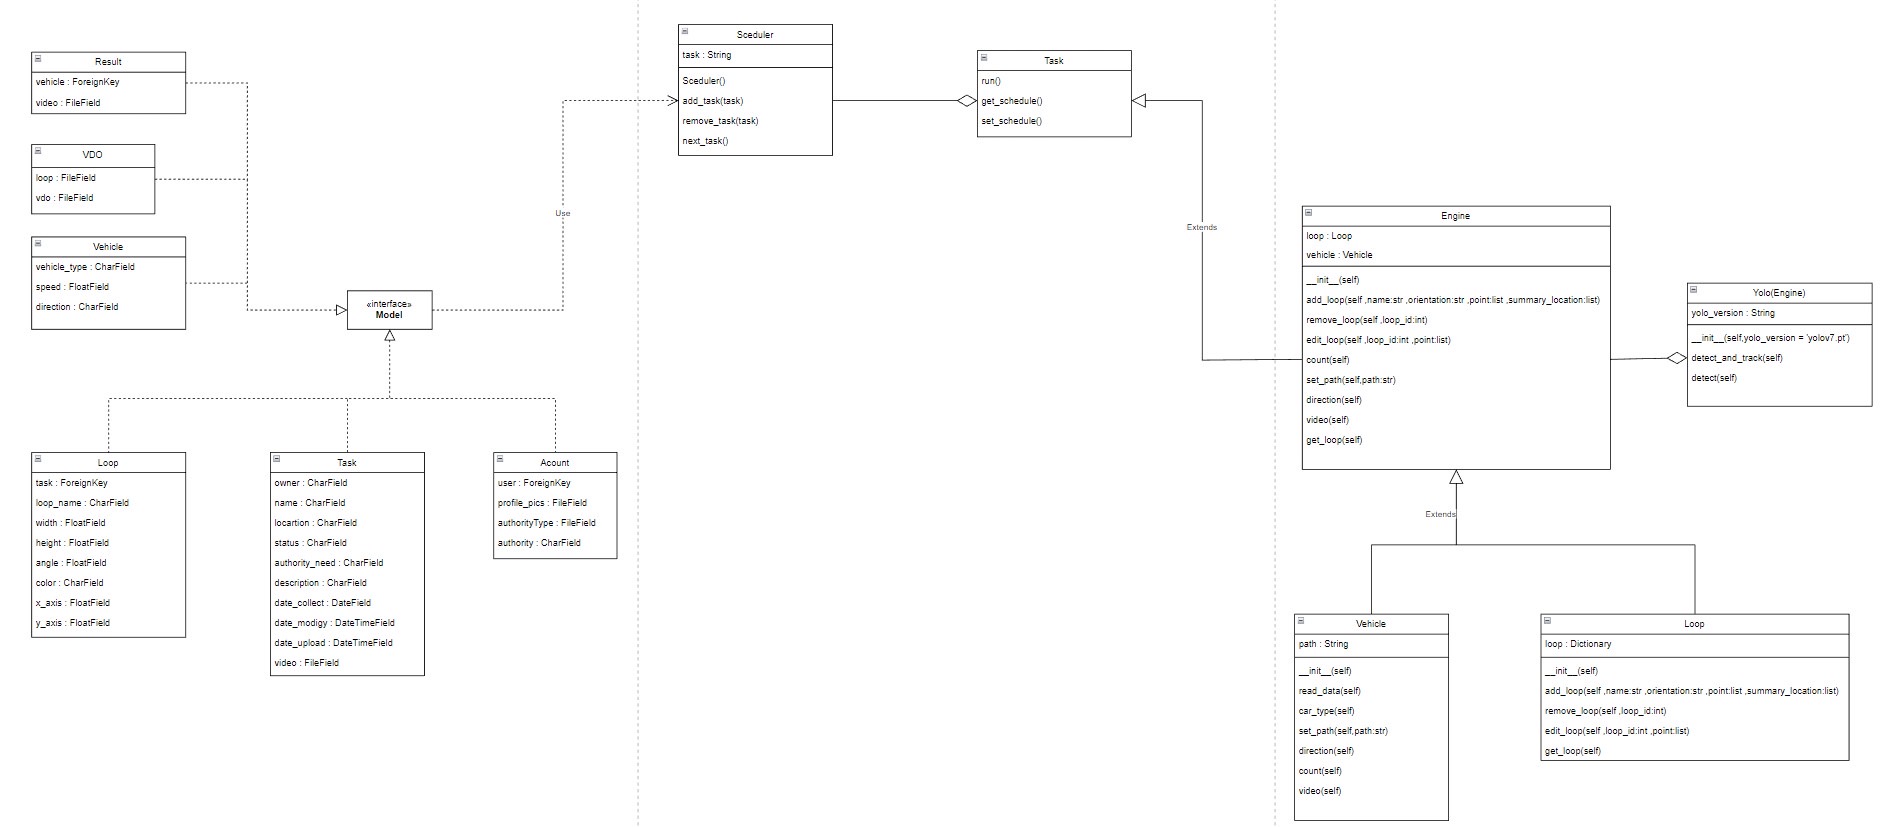 Result
vehicle : ForeignKey
video : FileField
VDO
loop : FileField
vdo : FileField
Vehicle
vehicle_type : CharField
speed : FloatField
direction : CharField
«interface»
Model
Loop
task : ForeignKey
loop_name : CharField
width : FloatField
height : FloatField
angle : FloatField
color : CharField
x_axis : FloatField
y_axis : FloatField
Task
owner : CharField
name : CharField
locartion : CharField
status : CharField
authority_need : CharField
description : CharField
date_collect : DateField
date_modigy : DateTimeField
date_upload : DateTimeField
video : FileField
Acount
user : ForeignKey
profile_pics : FileField
authorityType : FileField
authority : CharField
Use
Sceduler
task : String
Sceduler()
add_task(task)
remove_task(task)
next_task()
Task
run()
get_schedule()
set_schedule()
Extends
Engine
loop : Loop
vehicle : Vehicle
__init__(self)
add_loop(self ,name:str ,orientation:str ,point:list ,summary_location:list)
remove_loop(self ,loop_id:int)
edit_loop(self ,loop_id:int ,point:list)
count(self)
set_path(self,path:str)
direction(self)
video(self)
get_loop(self)
Yolo(Engine)
yolo_version : String
__init__(self,yolo_version = 'yolov7.pt')
detect_and_track(self)
detect(self)
Extends
Vehicle
path : String
__init__(self)
read_data(self)
car_type(self)
set_path(self,path:str)
direction(self)
count(self)
video(self)
Loop
loop : Dictionary
__init__(self)
add_loop(self ,name:str ,orientation:str ,point:list ,summary_location:list)
remove_loop(self ,loop_id:int)
edit_loop(self ,loop_id:int ,point:list)
get_loop(self)